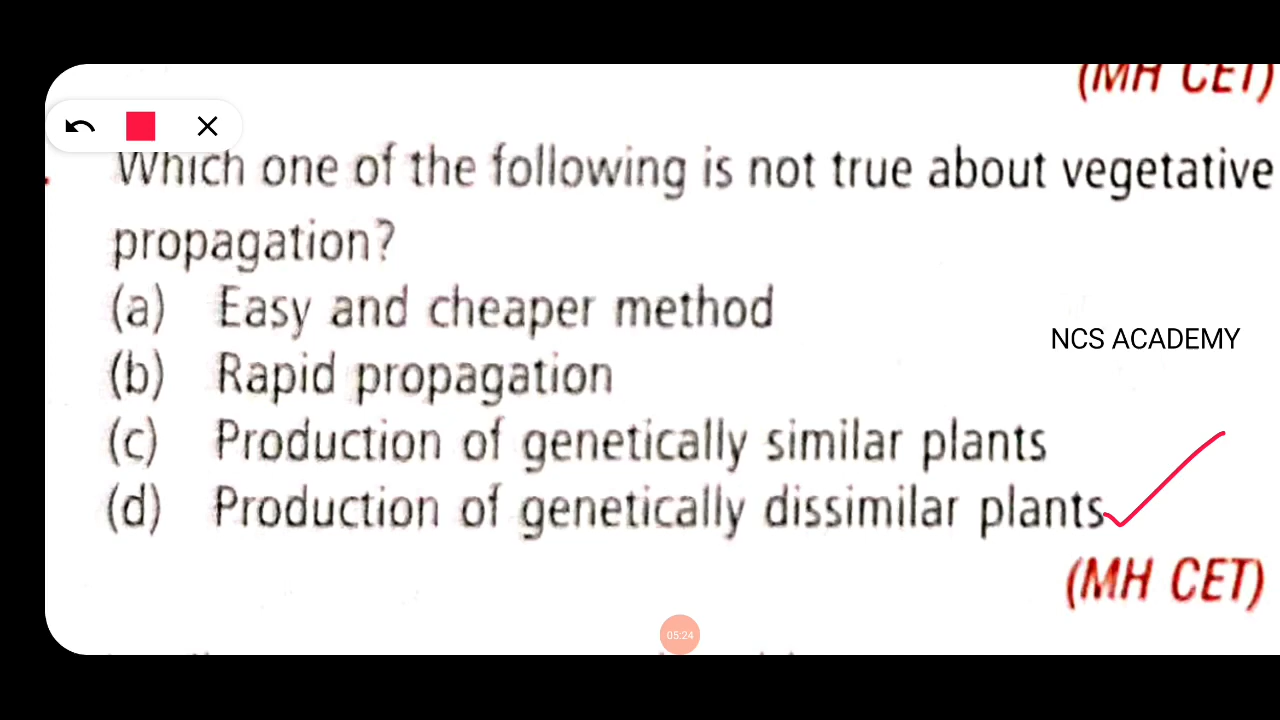 (MH CET)
Which one of the following is not true about vegetative
propagation?
(a) Easy and cheaper method
(b) Rapid propagation
(c) Production of genetically similar plants
(d) Production of genetically dissimilar plants
NCS ACADEMY
(MH CET)
05:24